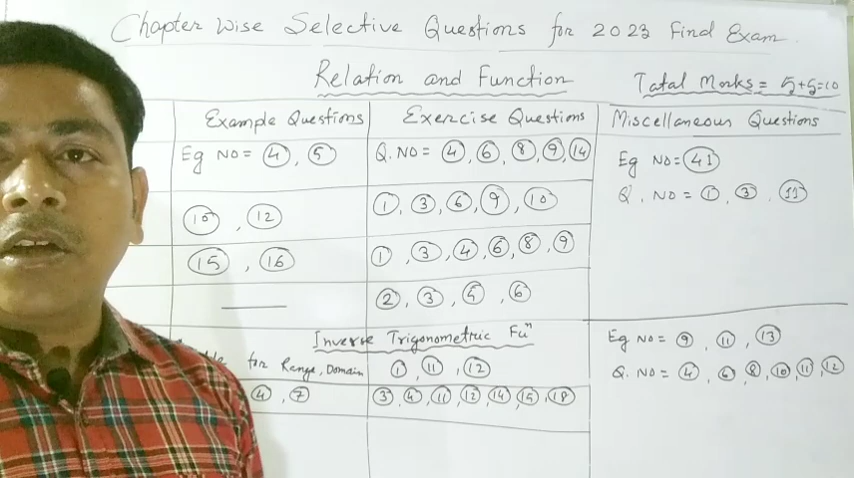 Chapter Wise Selective Questions for 2023 Find Exam
Relation and Function
Tatal Marks = 5+5=10
Example Questions Exercise Questions Miscellaneous Questions
Eg NO = 4, 5 Q. NO = 4, 6, 8, 9, 14 Eg NO = 41
10, 12 1, 3, 6, 9, 10 Q. NO = 1, 3, 11
15, 16 1, 3, 4, 6, 8, 9
2, 3, 5, 6
Inverse Trigonometric Fuⁿ
for Range, Domain 1, 11, 12 Eg NO = 9, 11, 13
4, 7 3, 4, 11, 12, 14, 15, 18 Q. NO = 4, 6, 8, 10, 11, 12